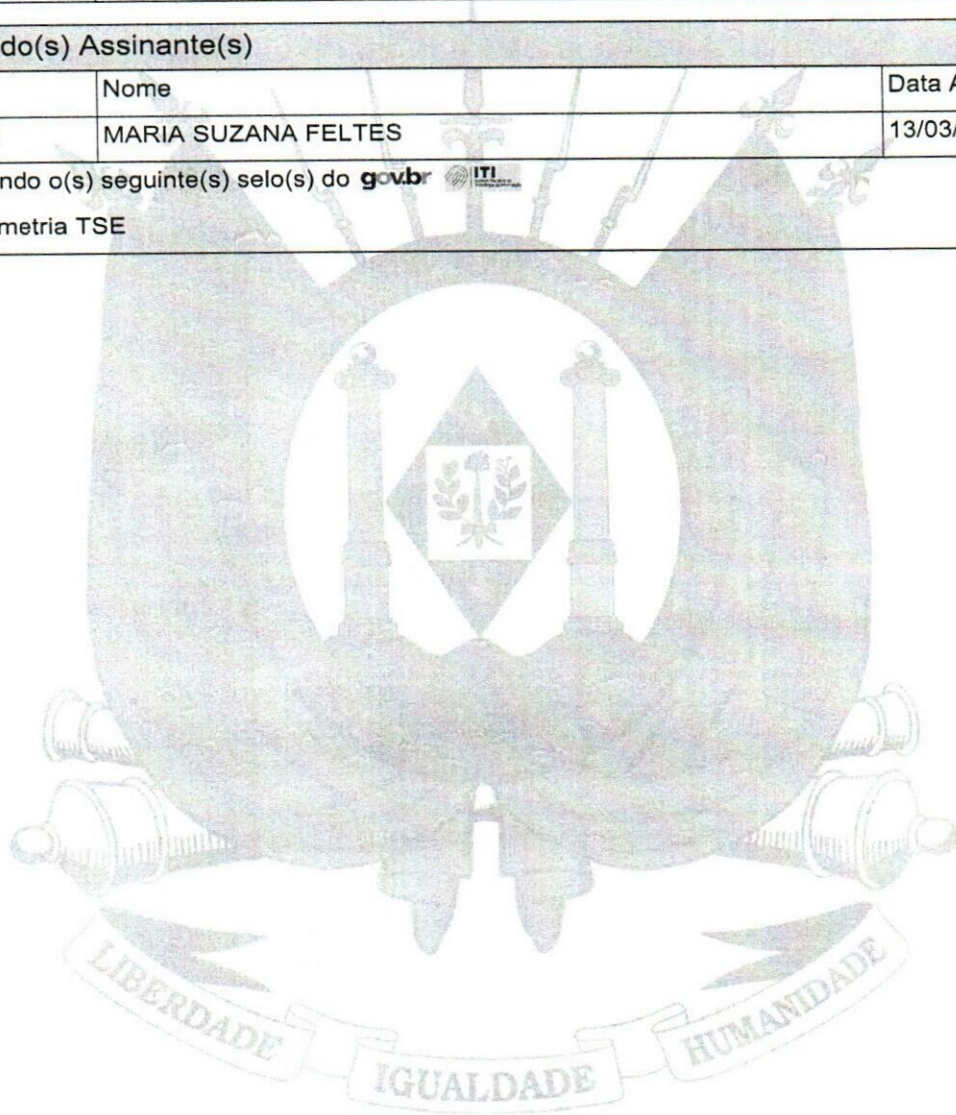 do(s) Assinante(s)
Nome
Data A
MARIA SUZANA FELTES
13/03/
ndo o(s) seguinte(s) selo(s) do gov.br ITI
metria TSE
LIBERDADE
IGUALDADE
HUMANIDADE